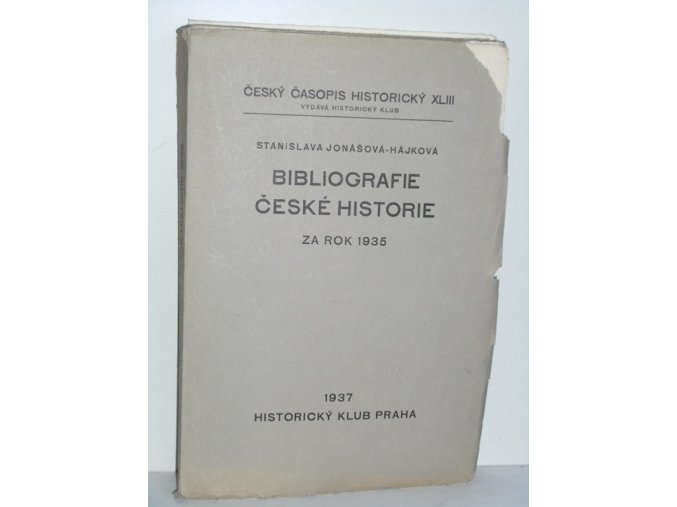 ČESKÝ ČASOPIS HISTORICKÝ XLIII
VYDÁVÁ HISTORICKÝ KLUB
STANISLAVA JONÁŠOVÁ-HÁJKOVÁ
BIBLIOGRAFIE
ČESKÉ HISTORIE
ZA ROK 1935
1937
HISTORICKÝ KLUB PRAHA